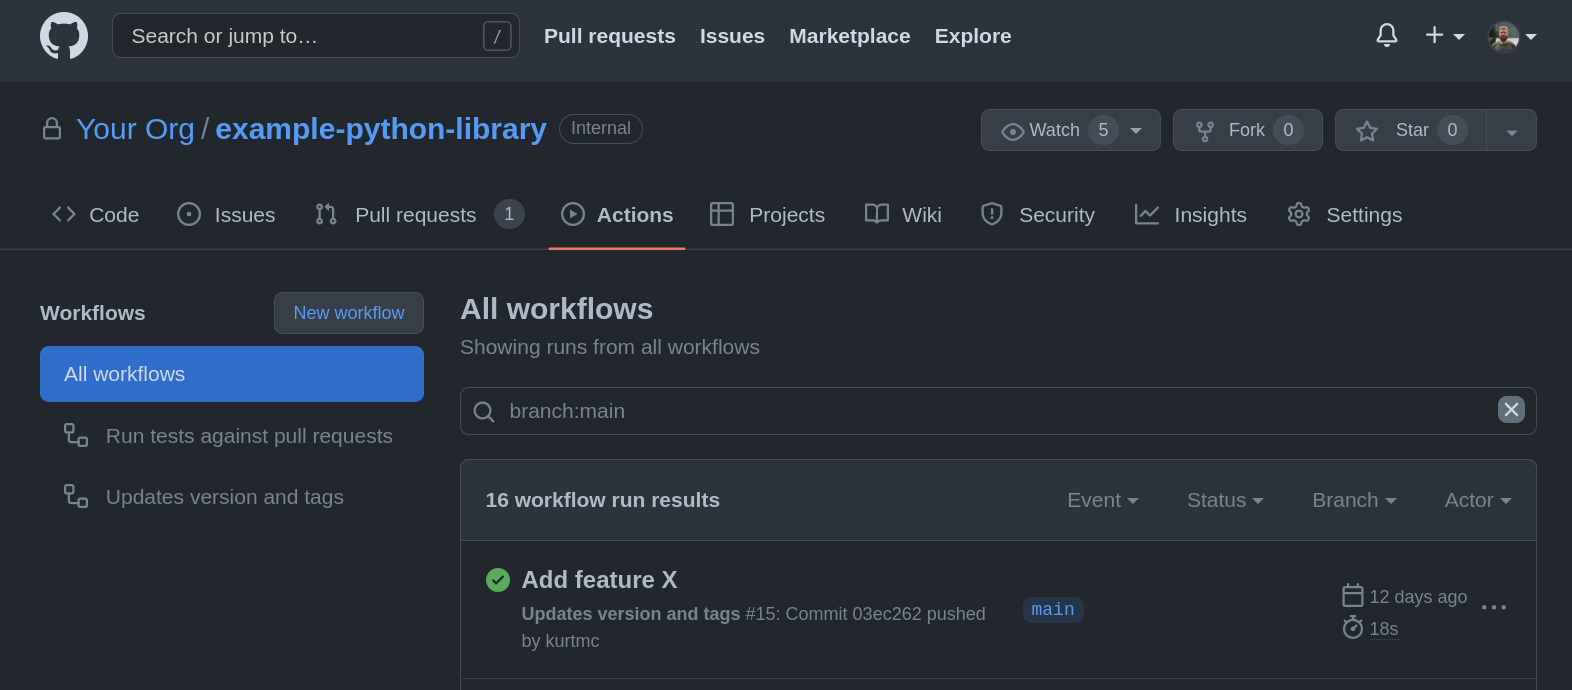 Search or jump to… /
Pull requests Issues Marketplace Explore
Your Org / example-python-library Internal
Watch 5 Fork 0 Star 0
Code Issues Pull requests 1 Actions Projects Wiki Security Insights Settings
Workflows
New workflow
All workflows
Run tests against pull requests
Updates version and tags
All workflows
Showing runs from all workflows
branch:main
16 workflow run results
Event Status Branch Actor
Add feature X
Updates version and tags #15: Commit 03ec262 pushed
by kurtmc
main
12 days ago
18s